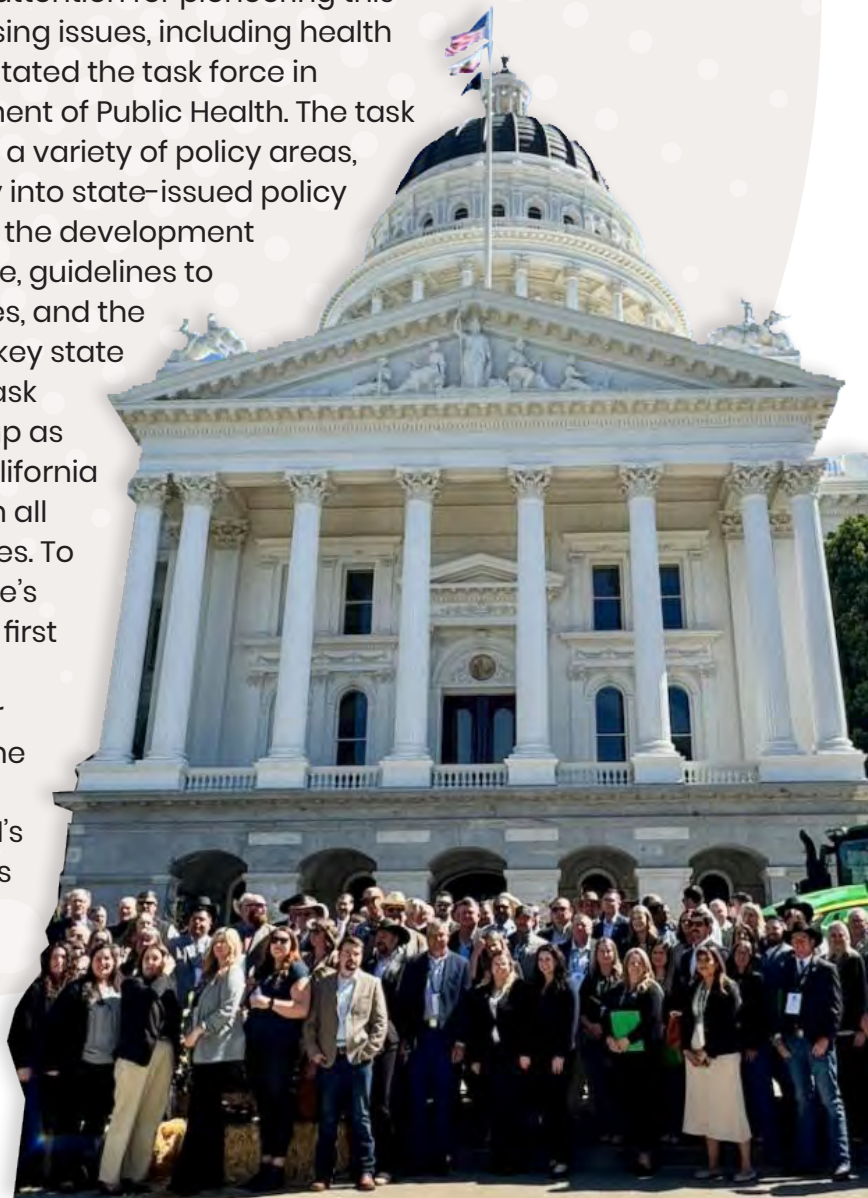 attention for pioneering this
sing issues, including health
tated the task force in
ment of Public Health. The task
a variety of policy areas,
into state-issued policy
the development
e, guidelines to
es, and the
key state
ask
up as
lifornia
all
es. To
e's
first
r
he
l's
s